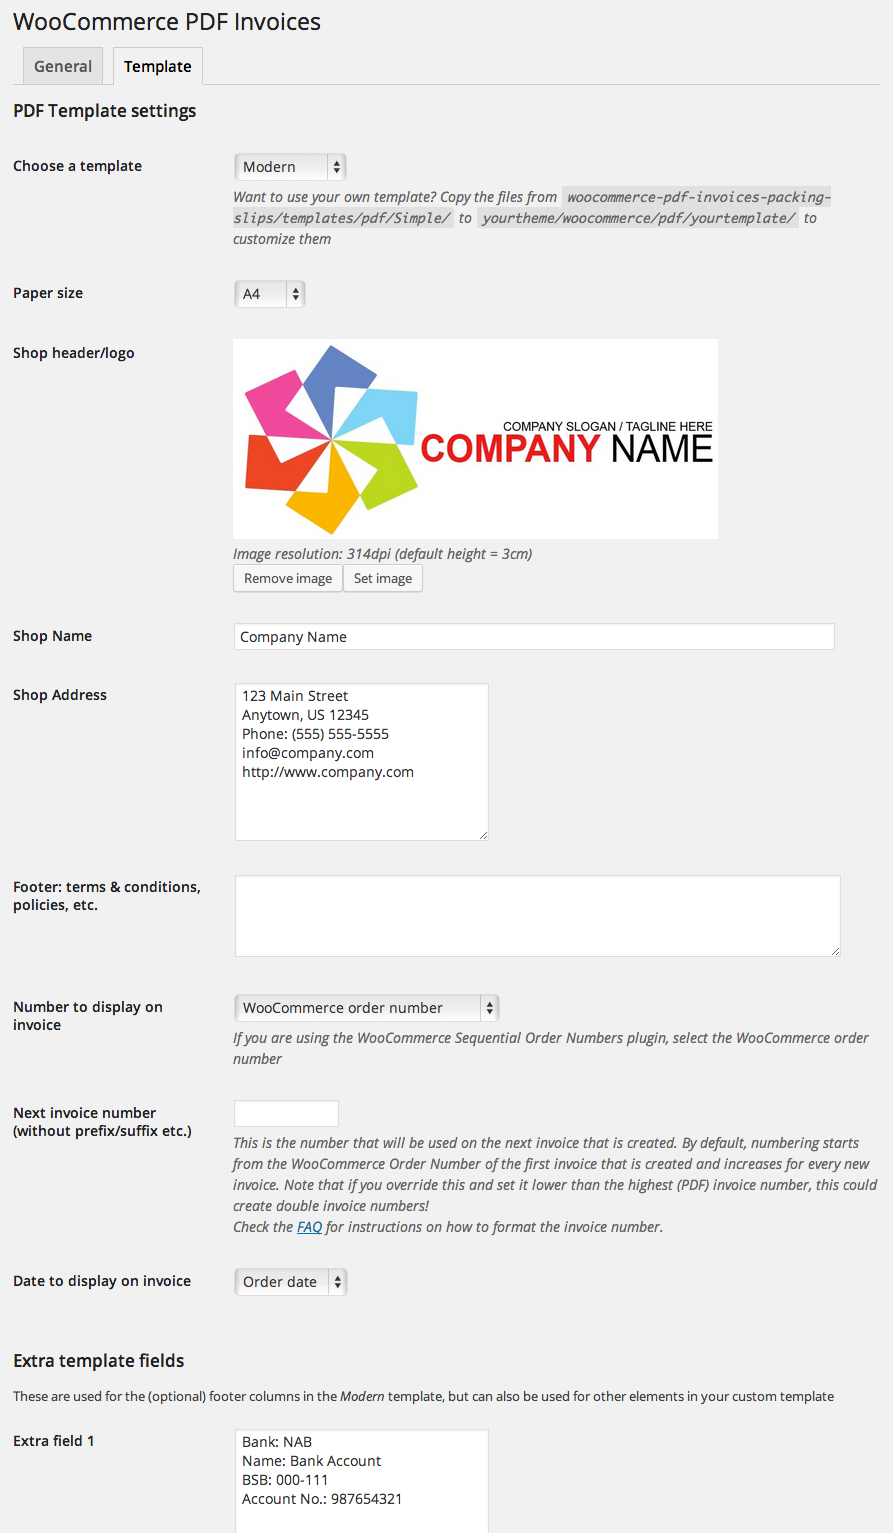 WooCommerce PDF Invoices
General
Template
PDF Template settings
Choose a template
Modern
Want to use your own template? Copy the files from woocommerce-pdf-invoices-packing-
slips/templates/pdf/Simple/ to yourtheme/woocommerce/pdf/yourtemplate/ to
customize them
Paper size
A4
Shop header/logo
COMPANY SLOGAN / TAGLINE HERE
COMPANY NAME
Image resolution: 314dpi (default height = 3cm)
Remove image
Set image
Shop Name
Company Name
Shop Address
123 Main Street
Anytown, US 12345
Phone: (555) 555-5555
info@company.com
http://www.company.com
Footer: terms & conditions,
policies, etc.
Number to display on
invoice
WooCommerce order number
If you are using the WooCommerce Sequential Order Numbers plugin, select the WooCommerce order
number
Next invoice number
(without prefix/suffix etc.)
This is the number that will be used on the next invoice that is created. By default, numbering starts
from the WooCommerce Order Number of the first invoice that is created and increases for every new
invoice. Note that if you override this and set it lower than the highest (PDF) invoice number, this could
create double invoice numbers!
Check the FAQ for instructions on how to format the invoice number.
Date to display on invoice
Order date
Extra template fields
These are used for the (optional) footer columns in the Modern template, but can also be used for other elements in your custom template
Extra field 1
Bank: NAB
Name: Bank Account
BSB: 000-111
Account No.: 987654321